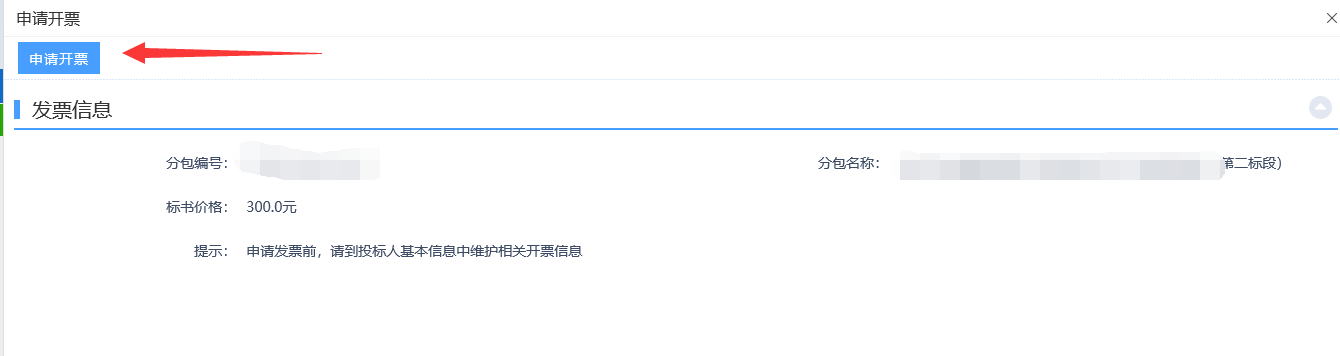 申请开票
申请开票
发票信息
分包编号：
分包名称： 第二标段）
标书价格： 300.0元
提示： 申请发票前，请到投标人基本信息中维护相关开票信息